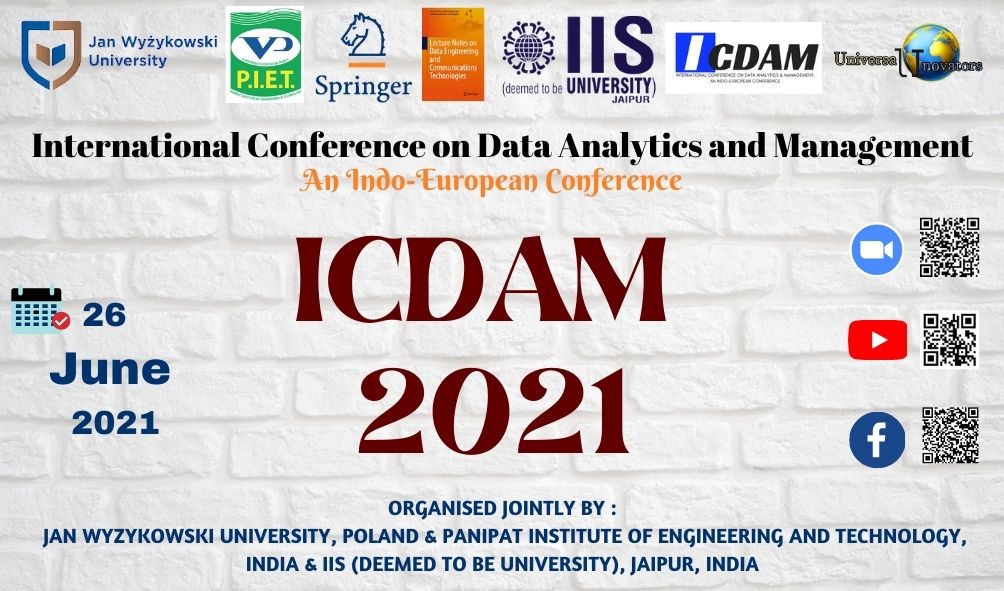 Jan Wyżykowski
University
P.I.E.T.
Springer
Lecture Notes on
Data Engineering
and
Communications
Technologies
IIS
(deemed to be UNIVERSITY)
JAIPUR
ICDAM
INTERNATIONAL CONFERENCE ON DATA ANALYTICS & MANAGEMENT:
AN INDO-EUROPEAN CONFERENCE
Universal Inovators
International Conference on Data Analytics and Management
An Indo-European Conference
ICDAM
2021
26
June
2021
ORGANISED JOINTLY BY :
JAN WYZYKOWSKI UNIVERSITY, POLAND & PANIPAT INSTITUTE OF ENGINEERING AND TECHNOLOGY,
INDIA & IIS (DEEMED TO BE UNIVERSITY), JAIPUR, INDIA